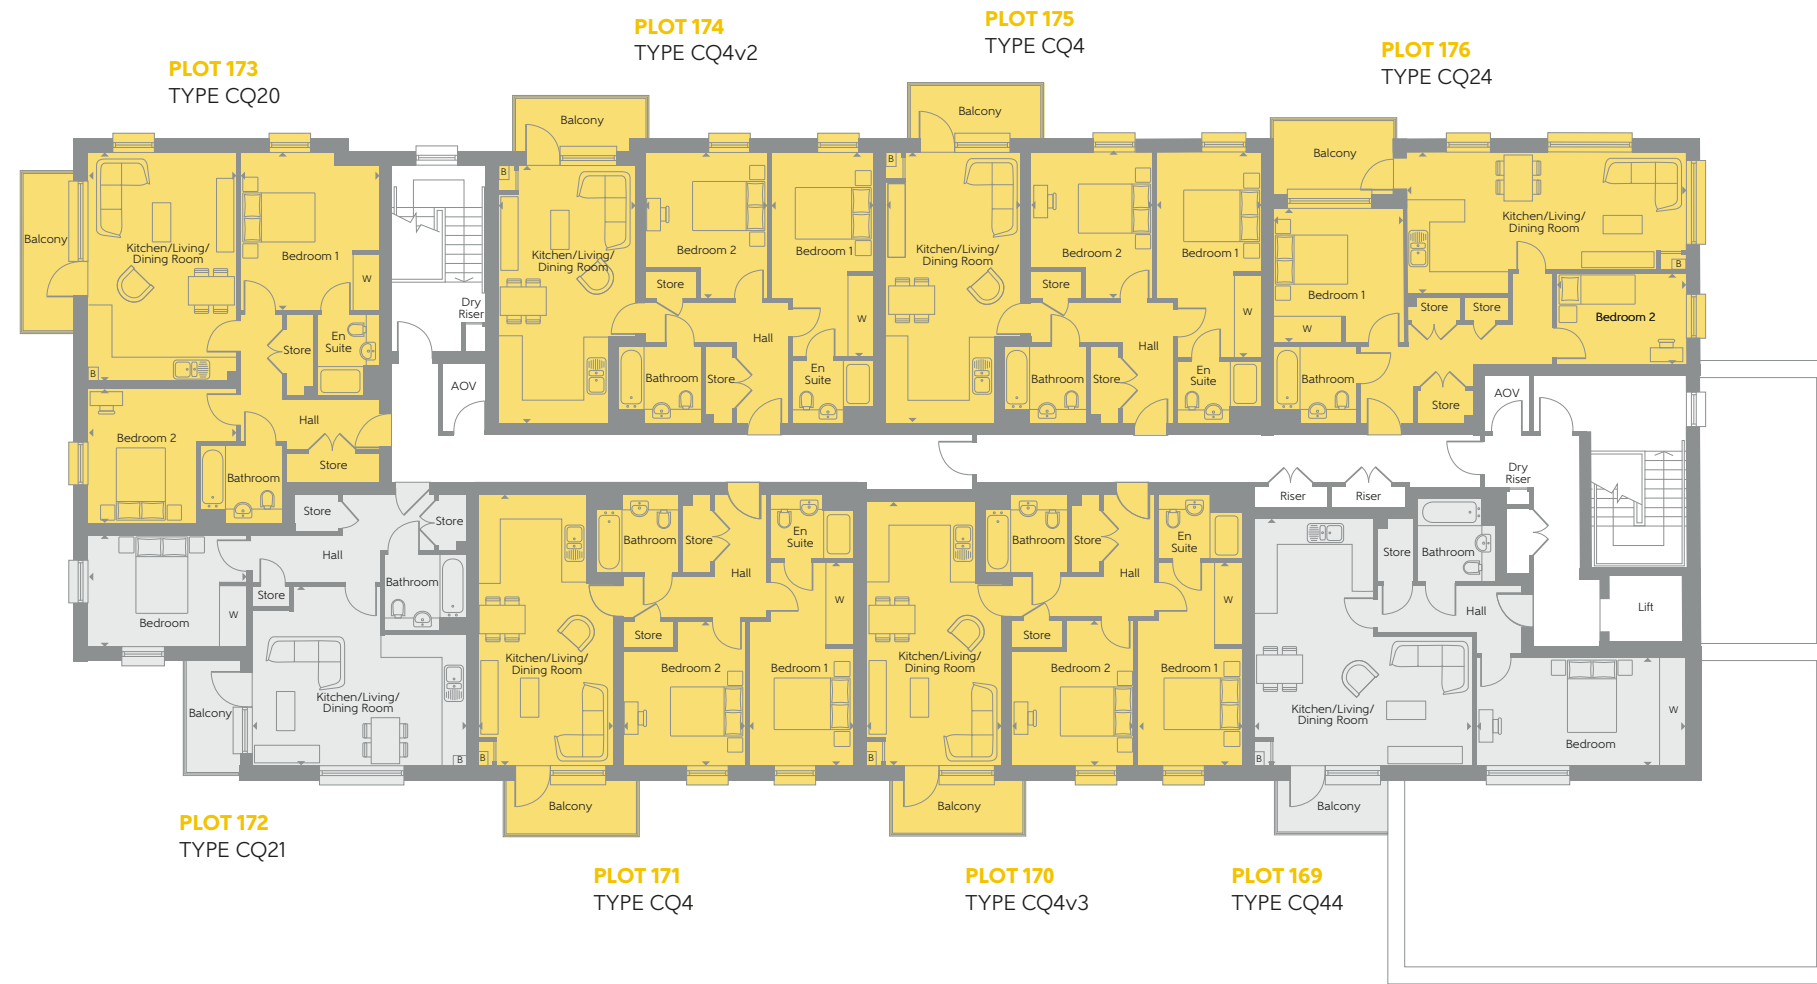 PLOT 173
TYPE CQ20
PLOT 174
TYPE CQ4v2
PLOT 175
TYPE CQ4
PLOT 176
TYPE CQ24
Balcony
Kitchen/Living/
Dining Room
Bedroom 1
W
En
Suite
Store
B
Bedroom 2
Hall
Bathroom
Store
Dry
Riser
AOV
Balcony
B
Kitchen/Living/
Dining Room
Bedroom 2
Bedroom 1
Store
Hall
W
Bathroom
Store
En
Suite
Balcony
B
Kitchen/Living/
Dining Room
Bedroom 2
Bedroom 1
Store
Hall
W
Bathroom
Store
En
Suite
Balcony
Kitchen/Living/
Dining Room
B
Bedroom 1
Store
Store
Bedroom 2
W
Bathroom
Store
AOV
Dry
Riser
Riser
Riser
Lift
Store
Store
Hall
Bathroom
Store
W
Bedroom
Balcony
Kitchen/Living/
Dining Room
B
Bathroom
Store
En
Suite
Hall
W
Store
Kitchen/Living/
Dining Room
Bedroom 2
Bedroom 1
B
Balcony
Bathroom
Store
En
Suite
Hall
W
Store
Kitchen/Living/
Dining Room
Bedroom 2
Bedroom 1
B
Balcony
Store
Bathroom
Hall
Kitchen/Living/
Dining Room
W
Bedroom
B
Balcony
PLOT 172
TYPE CQ21
PLOT 171
TYPE CQ4
PLOT 170
TYPE CQ4v3
PLOT 169
TYPE CQ44